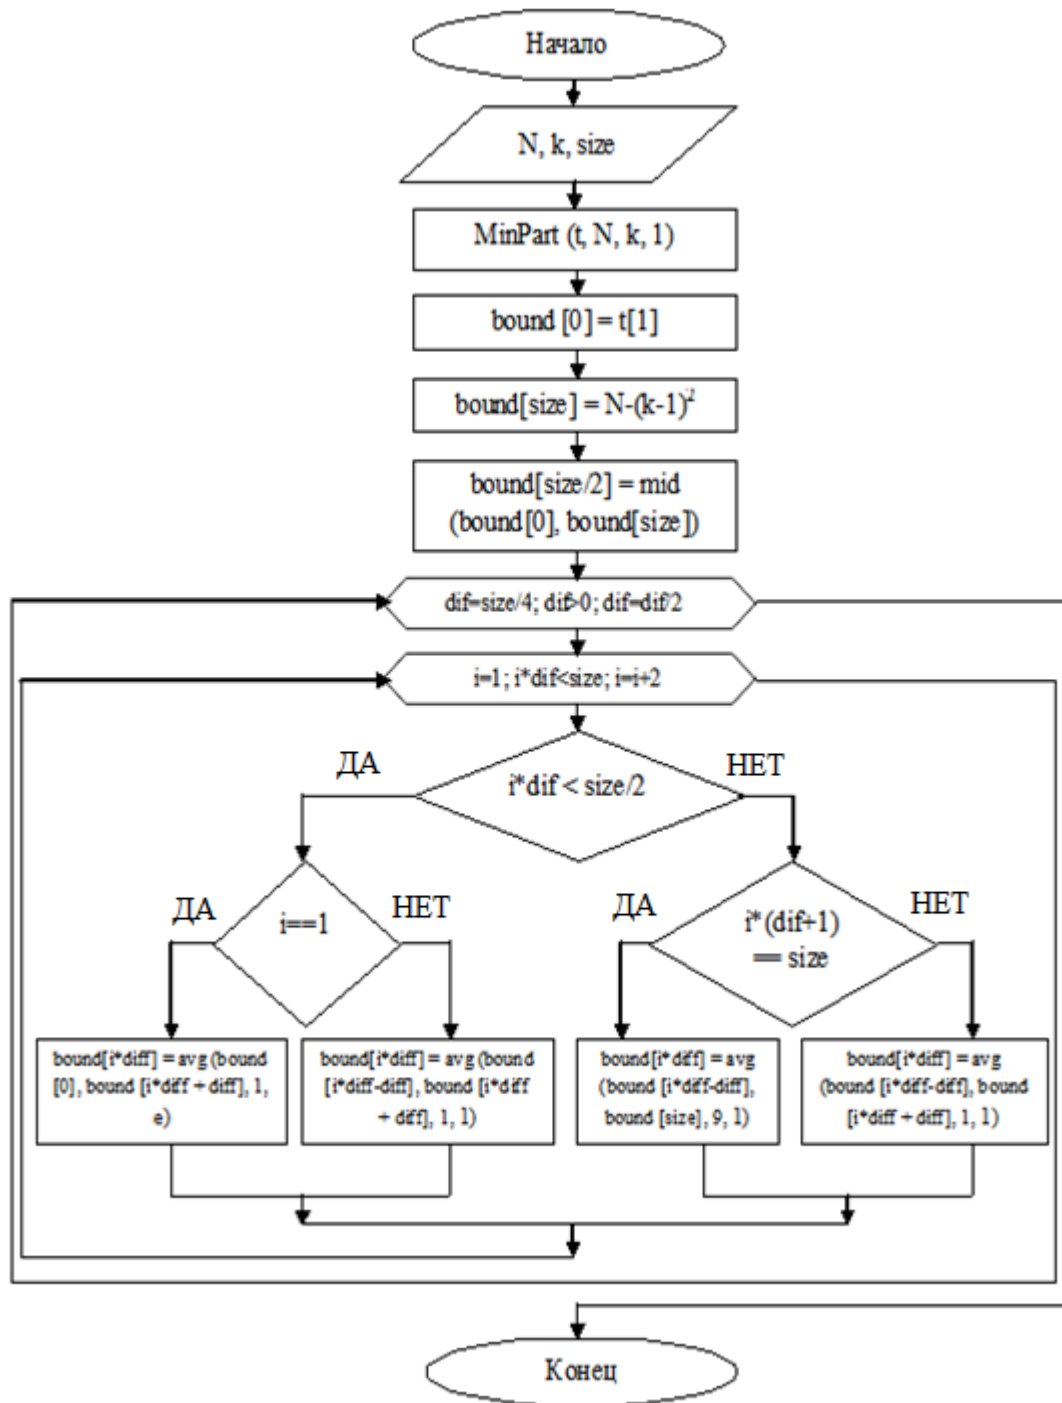 Начало
N, k, size
MinPart (t, N, k, 1)
bound [0] = t[1]
bound[size] = N-(k-1)²
bound[size/2] = mid
(bound[0], bound[size])
dif=size/4; dif>0; dif=dif/2
i=1; i*dif<size; i=i+2
i*dif < size/2
ДА
НЕТ
i==1
ДА
НЕТ
i*(dif+1)
== size
ДА
НЕТ
bound[i*diff] = avg (bound
[0], bound [i*diff + diff], 1,
e)
bound[i*diff] = avg (bound
[i*diff-diff], bound [i*diff
+ diff], 1, 1)
bound[i*diff] = avg
(bound [i*diff-diff],
bound [size], 9, 1)
bound[i*diff] = avg
(bound [i*diff-diff], bound
[i*diff + diff], 1, 1)
Конец